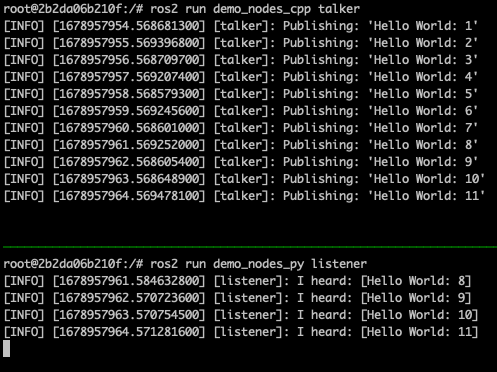 root@2b2da06b210f:/# ros2 run demo_nodes_cpp talker
[INFO] [1678957954.568681300] [talker]: Publishing: 'Hello World: 1'
[INFO] [1678957955.569396800] [talker]: Publishing: 'Hello World: 2'
[INFO] [1678957956.568709700] [talker]: Publishing: 'Hello World: 3'
[INFO] [1678957957.569207400] [talker]: Publishing: 'Hello World: 4'
[INFO] [1678957958.568579300] [talker]: Publishing: 'Hello World: 5'
[INFO] [1678957959.569245600] [talker]: Publishing: 'Hello World: 6'
[INFO] [1678957960.568601000] [talker]: Publishing: 'Hello World: 7'
[INFO] [1678957961.569252000] [talker]: Publishing: 'Hello World: 8'
[INFO] [1678957962.568605400] [talker]: Publishing: 'Hello World: 9'
[INFO] [1678957963.568648900] [talker]: Publishing: 'Hello World: 10'
[INFO] [1678957964.569478100] [talker]: Publishing: 'Hello World: 11'
root@2b2da06b210f:/# ros2 run demo_nodes_py listener
[INFO] [1678957961.584632800] [listener]: I heard: [Hello World: 8]
[INFO] [1678957962.570723600] [listener]: I heard: [Hello World: 9]
[INFO] [1678957963.570754500] [listener]: I heard: [Hello World: 10]
[INFO] [1678957964.571281600] [listener]: I heard: [Hello World: 11]